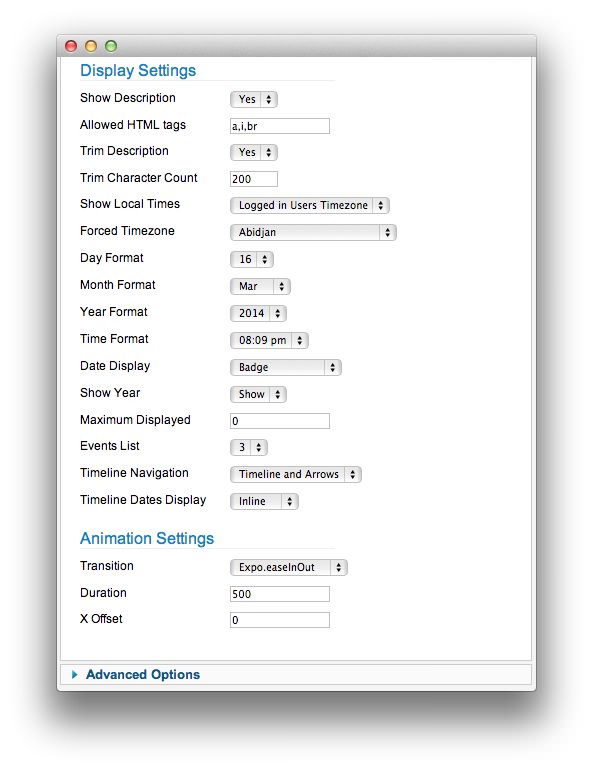 Display Settings
Show Description Yes
Allowed HTML tags a,i,br
Trim Description Yes
Trim Character Count 200
Show Local Times Logged in Users Timezone
Forced Timezone Abidjan
Day Format 16
Month Format Mar
Year Format 2014
Time Format 08:09 pm
Date Display Badge
Show Year Show
Maximum Displayed 0
Events List 3
Timeline Navigation Timeline and Arrows
Timeline Dates Display Inline
Animation Settings
Transition Expo.easeInOut
Duration 500
X Offset 0
Advanced Options